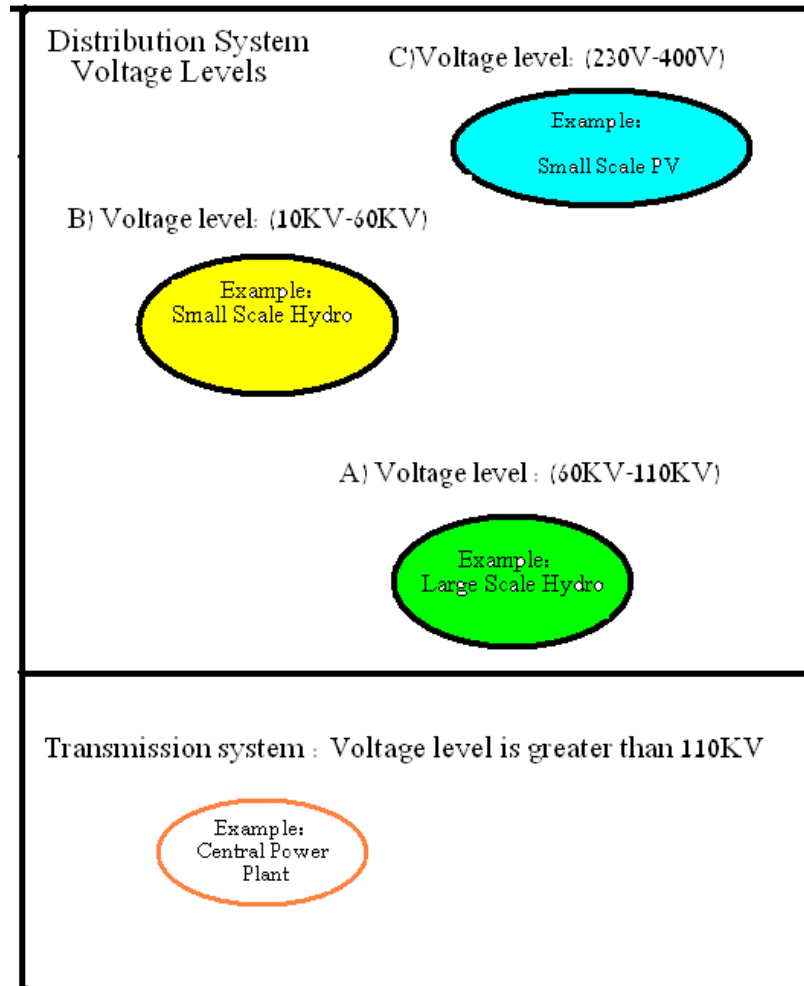 Distribution System
Voltage Levels
C)Voltage level: (230V-400V)
Example:
Small Scale PV
B) Voltage level: (10KV-60KV)
Example:
Small Scale Hydro
A) Voltage level : (60KV-110KV)
Example:
Large Scale Hydro
Transmission system : Voltage level is greater than 110KV
Example:
Central Power
Plant